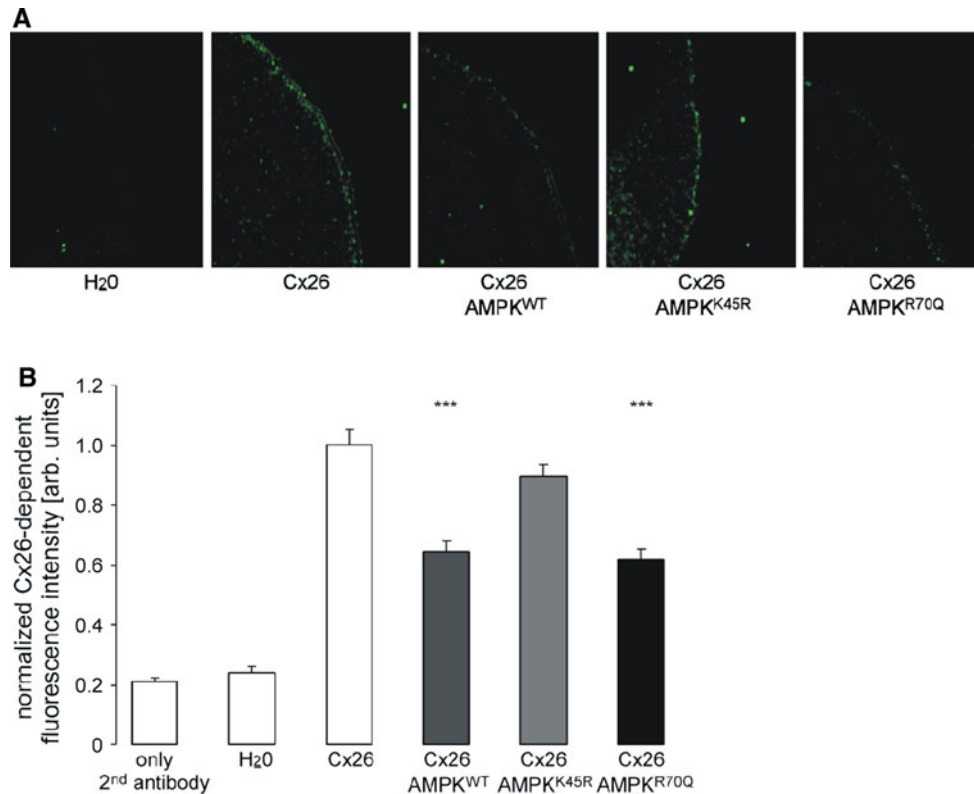 A
H20
Cx26
Cx26
AMPKWT
Cx26
AMPKK45R
Cx26
AMPKR70Q
B
normalized Cx26-dependent
fluorescence intensity [arb. units]
1.2
1.0
0.8
0.6
0.4
0.2
0
***
***
only
2nd antibody
H20
Cx26
Cx26
AMPKWT
Cx26
AMPKK45R
Cx26
AMPKR70Q